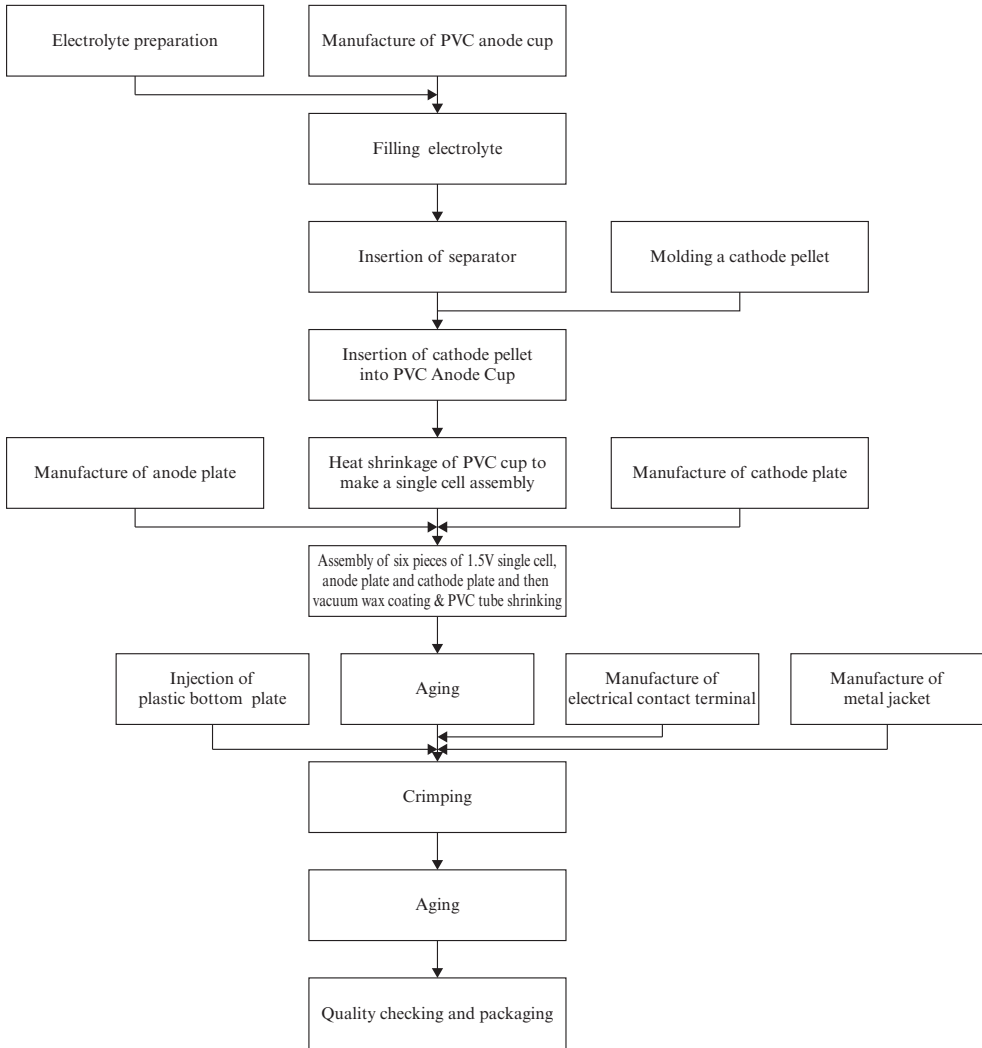 Electrolyte preparation
Manufacture of PVC anode cup
Filling electrolyte
Insertion of separator
Molding a cathode pellet
Insertion of cathode pellet
into PVC Anode Cup
Manufacture of anode plate
Heat shrinkage of PVC cup to
make a single cell assembly
Manufacture of cathode plate
Assembly of six pieces of 1.5V single cell,
anode plate and cathode plate and then
vacuum wax coating & PVC tube shrinking
Injection of
plastic bottom plate
Aging
Manufacture of
electrical contact terminal
Manufacture of
metal jacket
Crimping
Aging
Quality checking and packaging